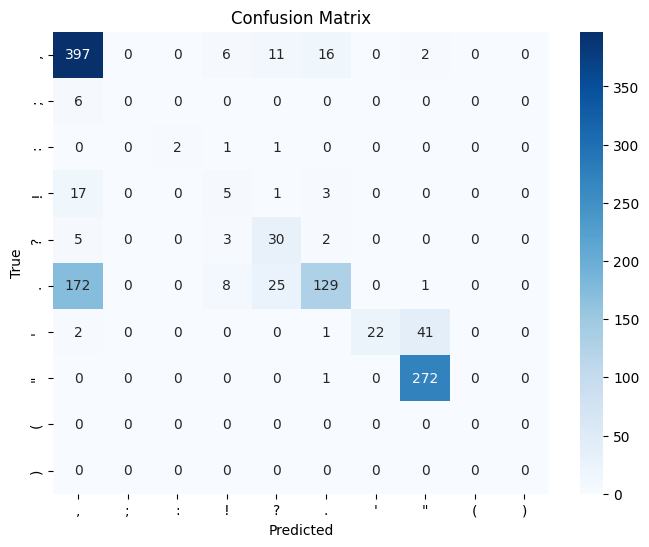 Confusion Matrix
, 397 0 0 6 11 16 0 2 0 0
; 6 0 0 0 0 0 0 0 0 0
: 0 0 2 1 1 0 0 0 0 0
! 17 0 0 5 1 3 0 0 0 0
? 5 0 0 3 30 2 0 0 0 0
. 172 0 0 8 25 129 0 1 0 0
' 2 0 0 0 0 1 22 41 0 0
" 0 0 0 0 0 1 0 272 0 0
( 0 0 0 0 0 0 0 0 0 0
) 0 0 0 0 0 0 0 0 0 0
, ; : ! ? . ' " ( )
Predicted
True
350
300
250
200
150
100
50
0